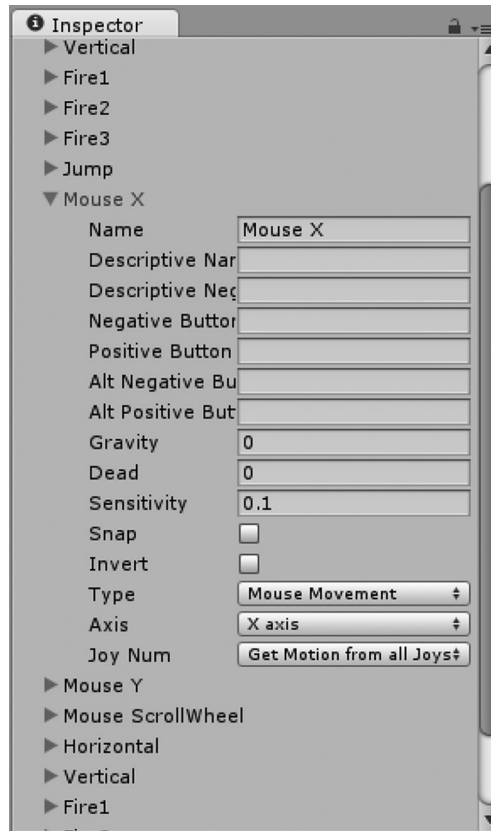 Inspector
Vertical
Fire1
Fire2
Fire3
Jump
Mouse X
Name Mouse X
Descriptive Nar
Descriptive Neg
Negative Button
Positive Button
Alt Negative Bu
Alt Positive But
Gravity 0
Dead 0
Sensitivity 0.1
Snap
Invert
Type Mouse Movement
Axis X axis
Joy Num Get Motion from all Joys
Mouse Y
Mouse ScrollWheel
Horizontal
Vertical
Fire1